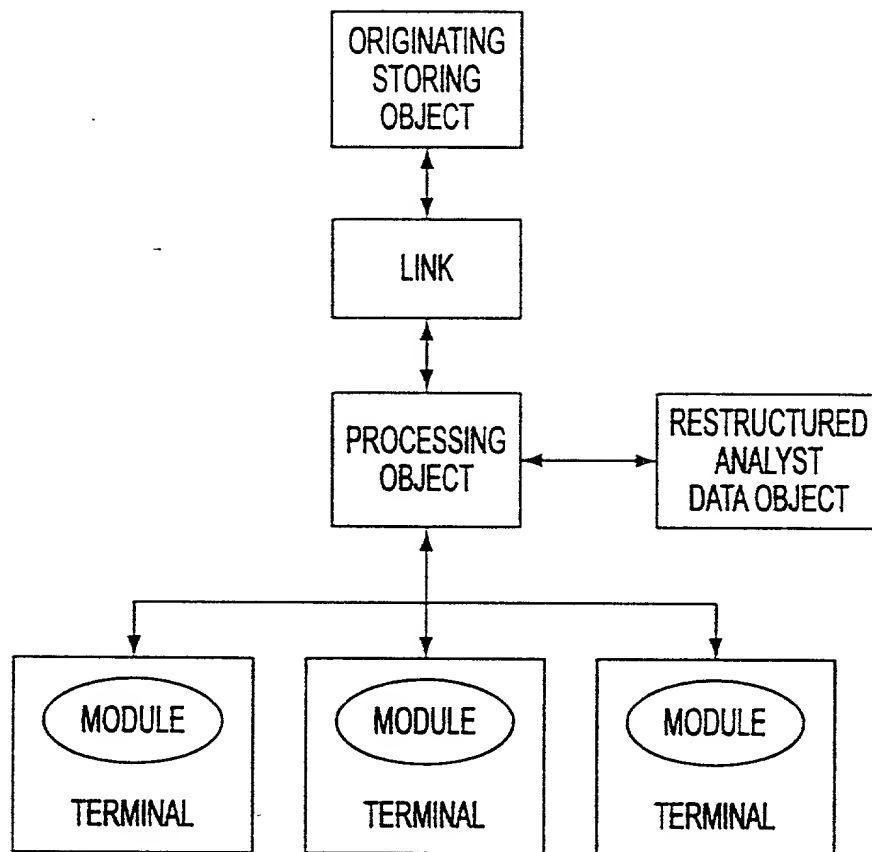 ORIGINATING
STORING
OBJECT
LINK
PROCESSING
OBJECT
RESTRUCTURED
ANALYST
DATA OBJECT
MODULE
TERMINAL
MODULE
TERMINAL
MODULE
TERMINAL